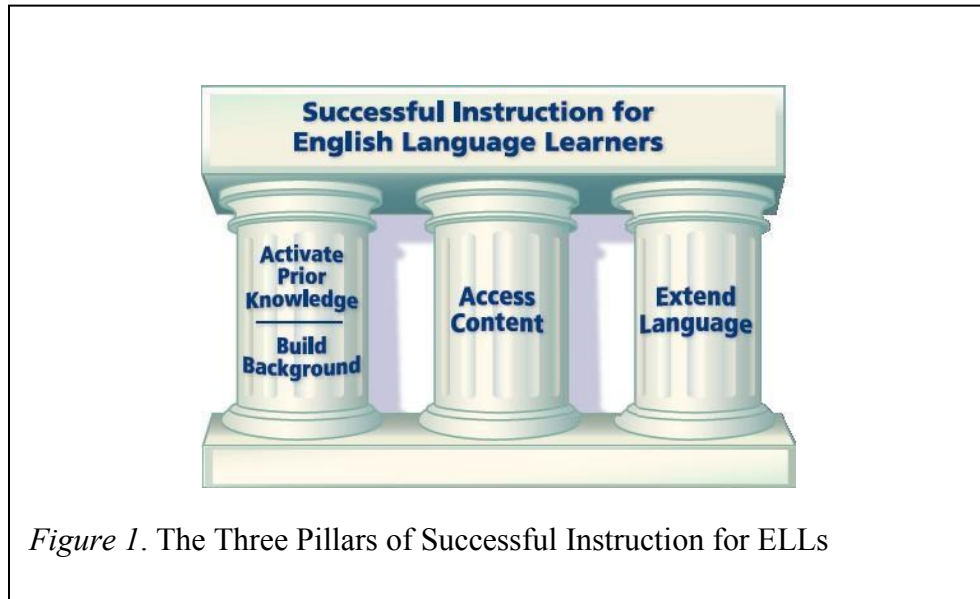 Successful Instruction for
English Language Learners
Activate
Prior
Knowledge
Build
Background
Access
Content
Extend
Language
Figure 1. The Three Pillars of Successful Instruction for ELLs